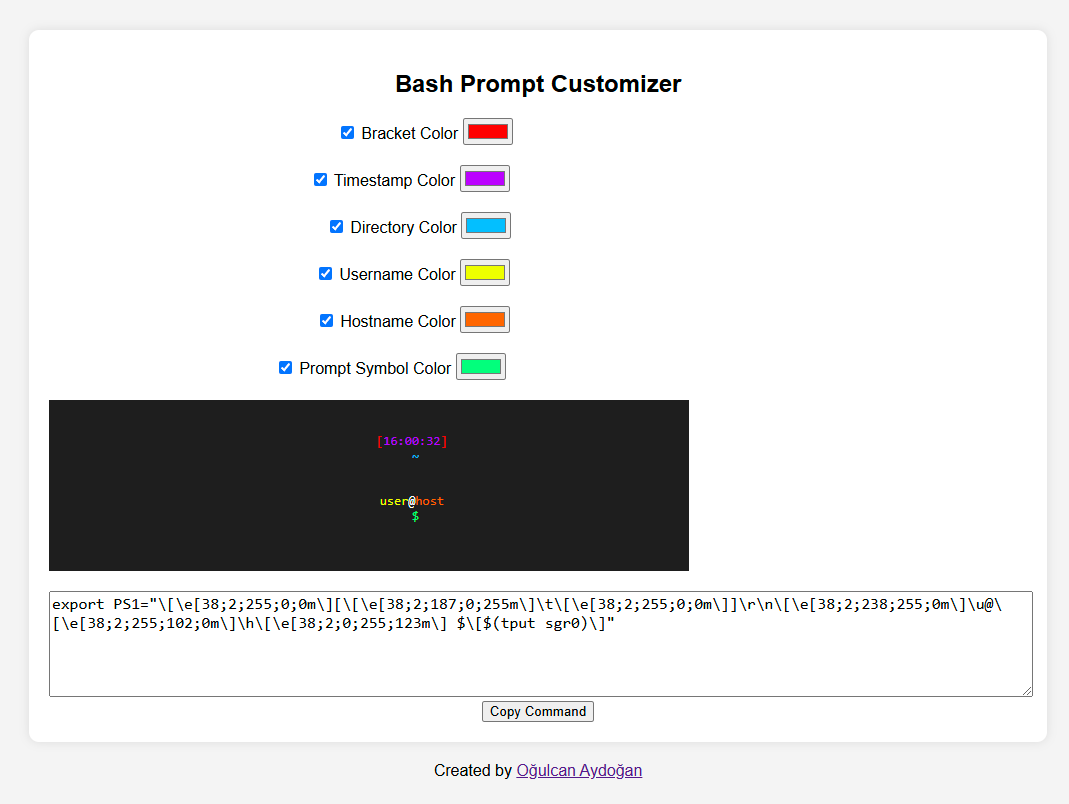 Bash Prompt Customizer
Bracket Color
Timestamp Color
Directory Color
Username Color
Hostname Color
Prompt Symbol Color
[16:00:32]
~
user@host
$
export PS1="\[\e[38;2;255;0;0m\][\[\e[38;2;187;0;255m\]\t\[\e[38;2;255;0;0m\]]\r\n\[\e[38;2;238;255;0m\]\u@\
[\e[38;2;255;102;0m\]\h\[\e[38;2;0;255;123m\] $\[$(tput sgr0)\]"
Copy Command
Created by Oğulcan Aydoğan